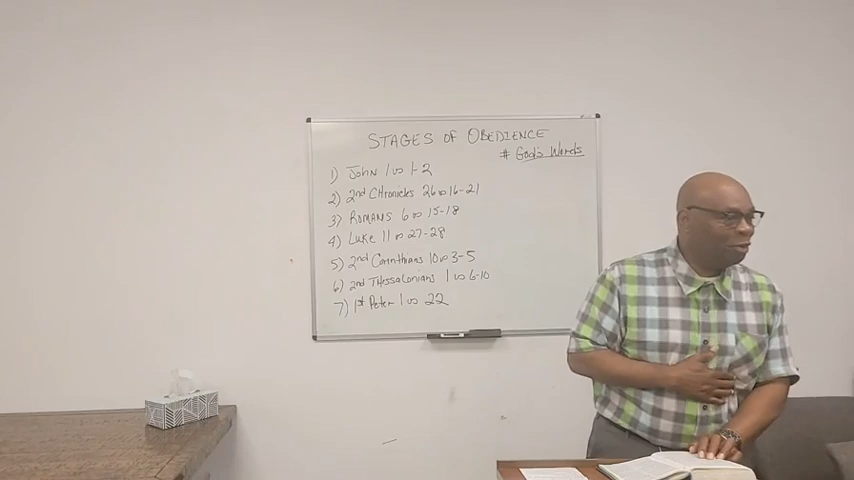 STAGES OF OBEDIENCE
# God's Words
1) John 1 vs 1-2
2) 2nd Chronicles 26 vs 16-21
3) ROMANS 6 vs 15-18
4) Luke 11 vs 27-28
5) 2nd Corinthians 10 vs 3-5
6) 2nd Thessalonians 1 vs 6-10
7) 1st Peter 1 vs 22